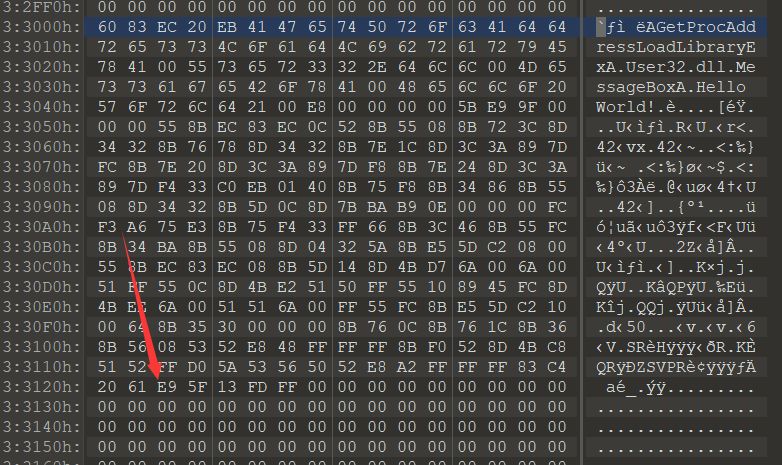 3:2FF0h: 00 00 00 00 00 00 00 00 00 00 00 00 00 00 00 00 ................
3:3000h: 60 83 EC 20 EB 41 47 65 74 50 72 6F 63 41 64 64 `ƒì ëAGetProcAdd
3:3010h: 72 65 73 73 4C 6F 61 64 4C 69 62 72 61 72 79 45 ressLoadLibraryE
3:3020h: 78 41 00 55 73 65 72 33 32 2E 64 6C 6C 00 4D 65 xA.User32.dll.Me
3:3030h: 73 73 61 67 65 42 6F 78 41 00 48 65 6C 6C 6F 20 ssageBoxA.Hello
3:3040h: 57 6F 72 6C 64 21 00 E8 00 00 00 00 5B E9 9F 00 World!.è....[éŸ.
3:3050h: 00 00 55 8B EC 83 EC 0C 52 8B 55 08 8B 72 3C 8D ..U‹ìƒì.R‹U.‹r<.
3:3060h: 34 32 8B 76 78 8D 34 32 8B 7E 1C 8D 3C 3A 89 7D 42‹vx.42‹~..<:‰}
3:3070h: FC 8B 7E 20 8D 3C 3A 89 7D F8 8B 7E 24 8D 3C 3A ü‹~ .<:‰}ø‹~$.<:
3:3080h: 89 7D F4 33 C0 EB 01 40 8B 75 F8 8B 34 86 8B 55 ‰}ô3Àë.@‹uø‹4†‹U
3:3090h: 08 8D 34 32 8B 5D 0C 8D 7B BA B9 0E 00 00 00 FC ..42‹]..{º¹....ü
3:30A0h: F3 A6 75 E3 8B 75 F4 33 FF 66 8B 3C 46 8B 55 FC ó¦uã‹uô3ÿf‹<F‹Uü
3:30B0h: 8B 34 BA 8B 55 08 8D 04 32 5A 8B E5 5D C2 08 00 ‹4º‹U...2Z‹å]Â..
3:30C0h: 55 8B EC 83 EC 08 8B 5D 14 8D 4B D7 6A 00 6A 00 U‹ìƒì.‹]..K×j.j.
3:30D0h: 51 FF 55 0C 8D 4B E2 51 50 FF 55 10 89 45 FC 8D QÿU..KâQPÿU.‰Eü.
3:30E0h: 4B EE 6A 00 51 51 6A 00 FF 55 FC 8B E5 5D C2 10 Kîj.QQj.ÿUü‹å]Â.
3:30F0h: 00 64 8B 35 30 00 00 00 8B 76 0C 8B 76 1C 8B 36 .d‹50...‹v.‹v.‹6
3:3100h: 8B 56 08 53 52 E8 48 FF FF FF 8B F0 52 8D 4B C8 ‹V.SRèHÿÿÿ‹ðR.KÈ
3:3110h: 51 52 FF D0 5A 53 56 50 52 E8 A2 FF FF FF 83 C4 QRÿÐZSVPRè¢ÿÿÿƒÄ
3:3120h: 20 61 E9 5F 13 FD FF 00 00 00 00 00 00 00 00 00 aé_.ýÿ.........
3:3130h: 00 00 00 00 00 00 00 00 00 00 00 00 00 00 00 00 ................
3:3140h: 00 00 00 00 00 00 00 00 00 00 00 00 00 00 00 00 ................
3:3150h: 00 00 00 00 00 00 00 00 00 00 00 00 00 00 00 00 ................